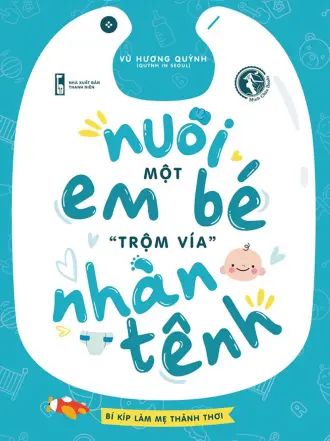 VŨ HƯƠNG QUỲNH
(QUỲNH IN SEOUL)
NHÀ XUẤT BẢN
THANH NIÊN
nuôi
MỘT
em bé
“TRỘM VÍA”
nhàn
tênh
BÍ KÍP LÀM MẸ THẢNH THƠI